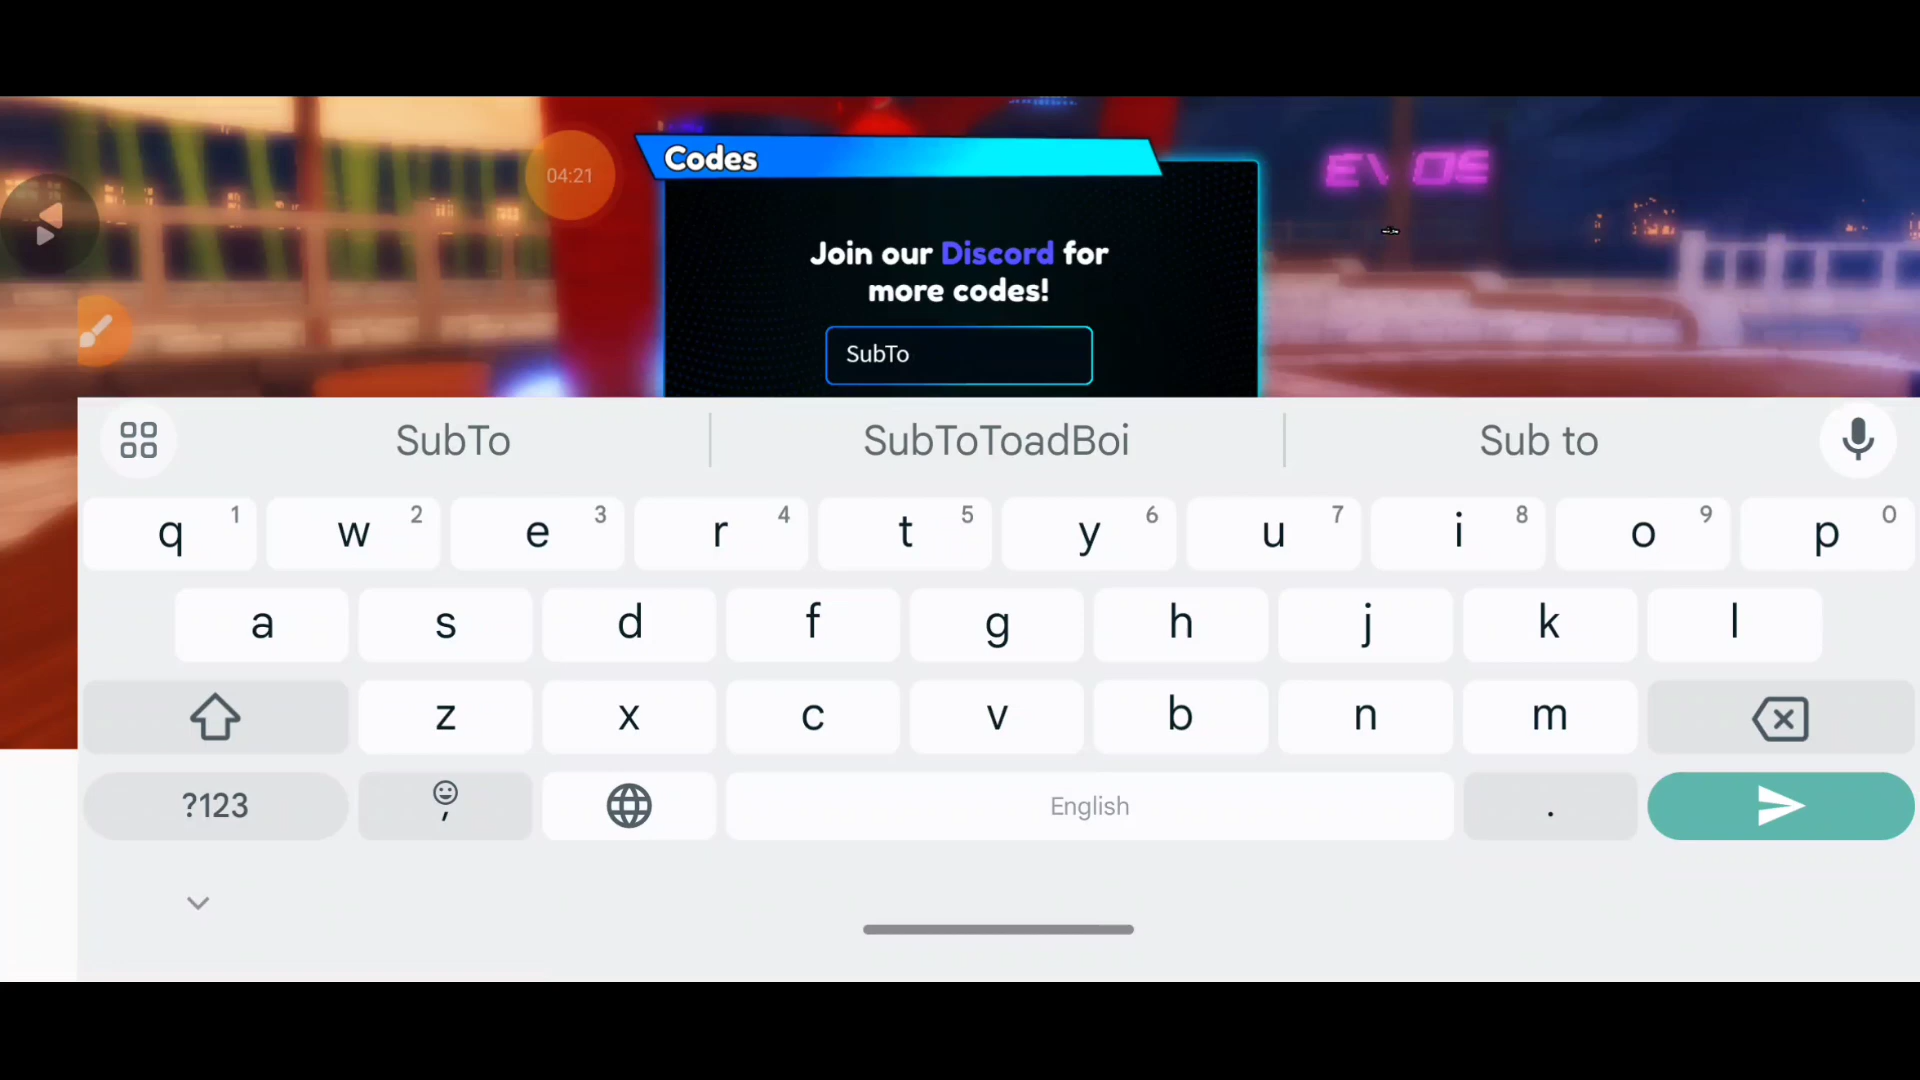 Codes
04:21
EVOS
Join our Discord for
more codes!
SubTo
SubTo SubToToadBoi Sub to
q 1 w 2 e 3 r 4 t 5 y 6 u 7 i 8 o 9 p 0
a s d f g h j k l
z x c v b n m
?123 , English .